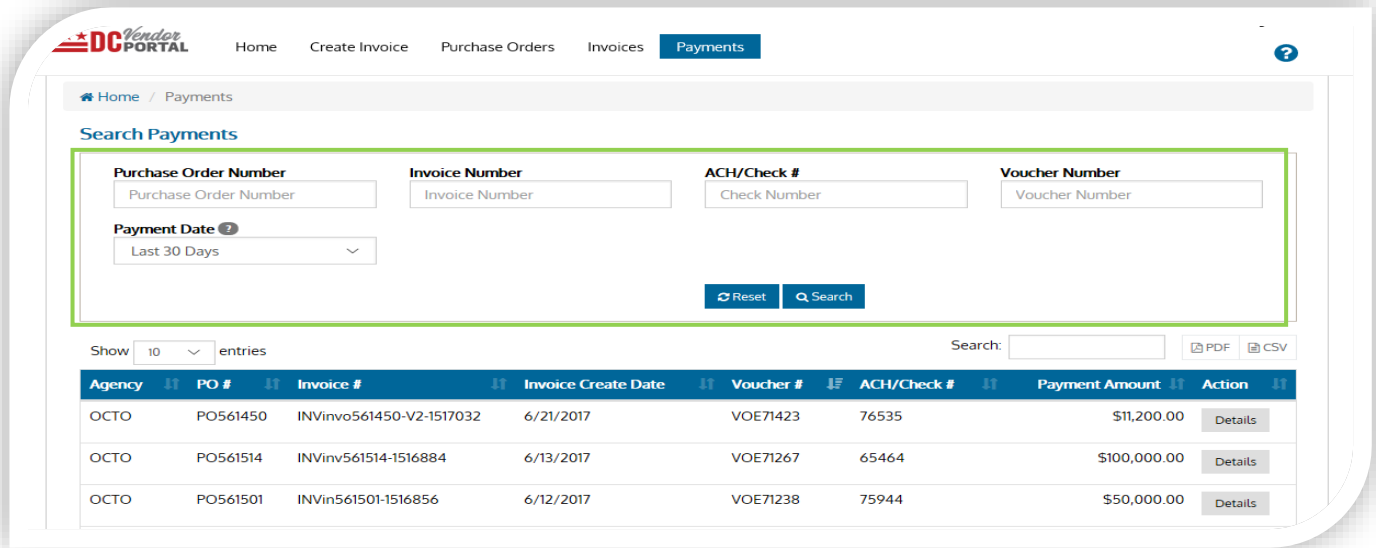 DC Vendor PORTAL
Home Create Invoice Purchase Orders Invoices Payments ?
Home / Payments
Search Payments
Purchase Order Number Invoice Number ACH/Check # Voucher Number
Purchase Order Number Invoice Number Check Number Voucher Number
Payment Date ?
Last 30 Days
Reset Search
Show 10 entries Search: PDF CSV
Agency PO # Invoice # Invoice Create Date Voucher # ACH/Check # Payment Amount Action
OCTO PO561450 INVinvo561450-V2-1517032 6/21/2017 VOE71423 76535 $11,200.00 Details
OCTO PO561514 INVinv561514-1516884 6/13/2017 VOE71267 65464 $100,000.00 Details
OCTO PO561501 INVin561501-1516856 6/12/2017 VOE71238 75944 $50,000.00 Details